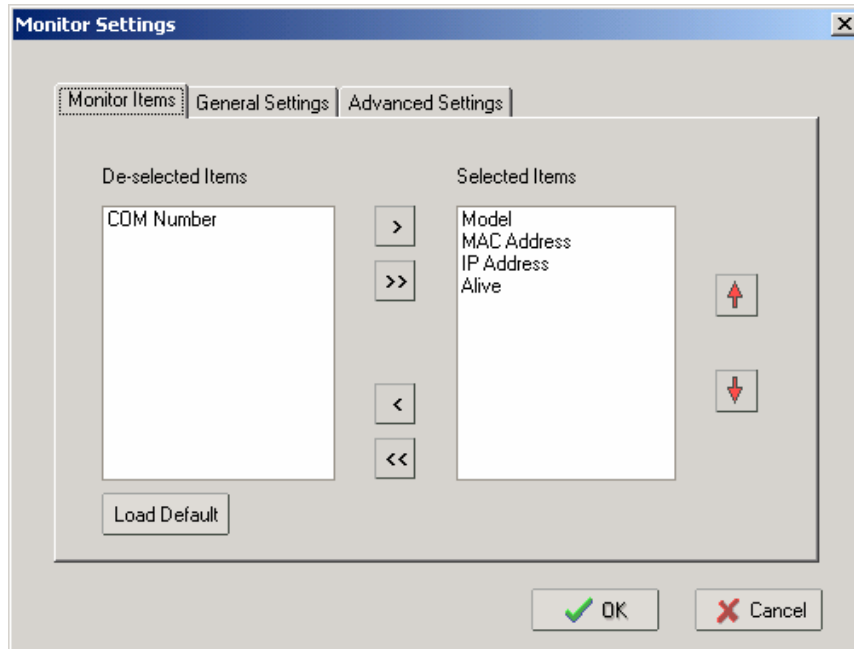 Monitor Settings
Monitor Items General Settings Advanced Settings
De-selected Items Selected Items
COM Number
Model
MAC Address
IP Address
Alive
>
>>
<
<<
Load Default
OK Cancel